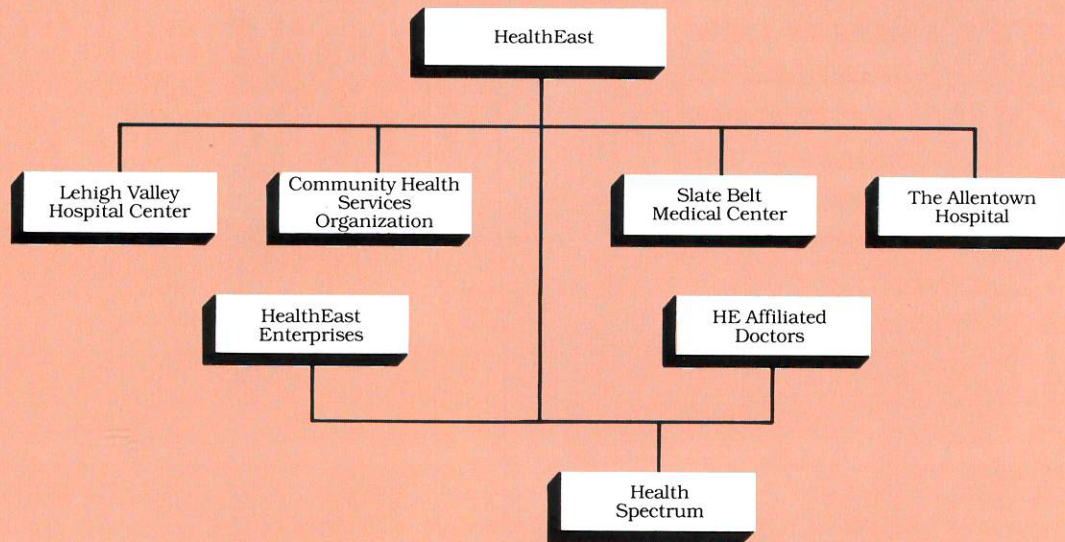 HealthEast
Lehigh Valley
Hospital Center
Community Health
Services
Organization
Slate Belt
Medical Center
The Allentown
Hospital
HealthEast
Enterprises
HE Affiliated
Doctors
Health
Spectrum